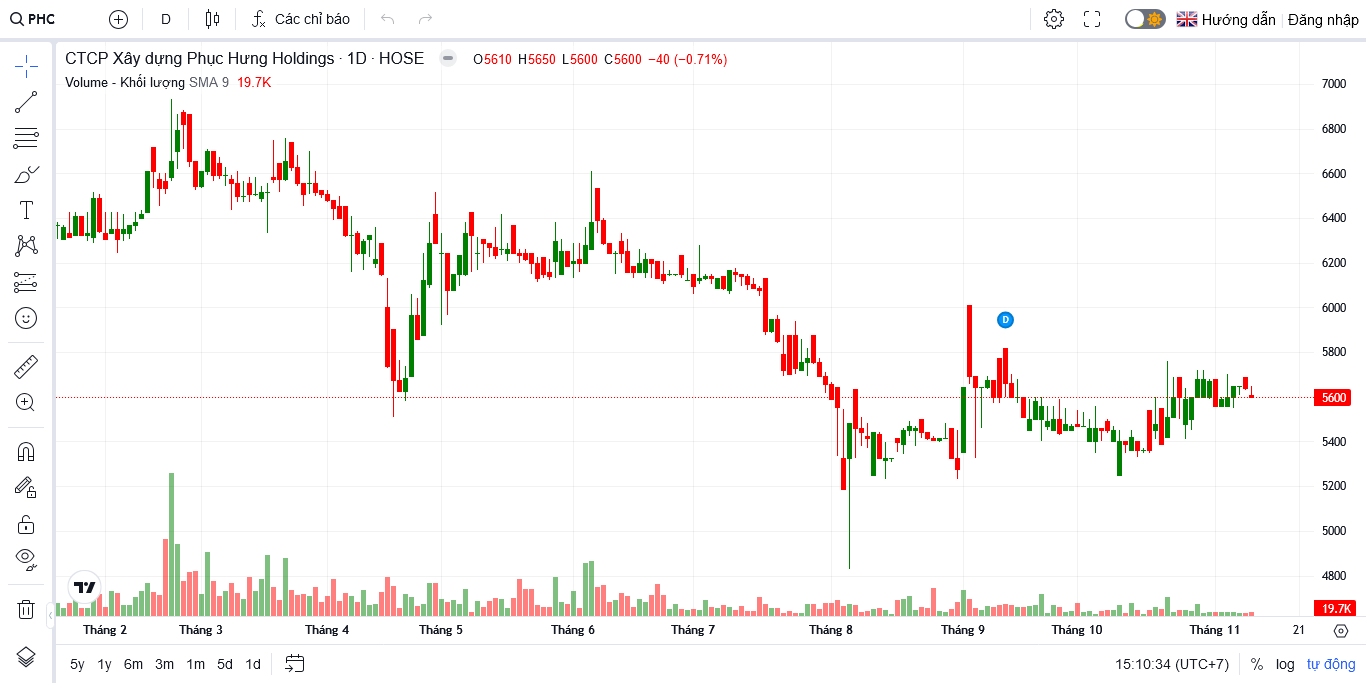 PHC D Các chỉ báo Hướng dẫn Đăng nhập
CTCP Xây dựng Phục Hưng Holdings · 1D · HOSE O5610 H5650 L5600 C5600 −40 (−0.71%)
Volume - Khối lượng SMA 9 19.7K
7000
6800
6600
6400
6200
6000
D
5800
5600
5400
5200
5000
4800
19.7K
Tháng 2 Tháng 3 Tháng 4 Tháng 5 Tháng 6 Tháng 7 Tháng 8 Tháng 9 Tháng 10 Tháng 11 21
5y 1y 6m 3m 1m 5d 1d 15:10:34 (UTC+7) % log tự động